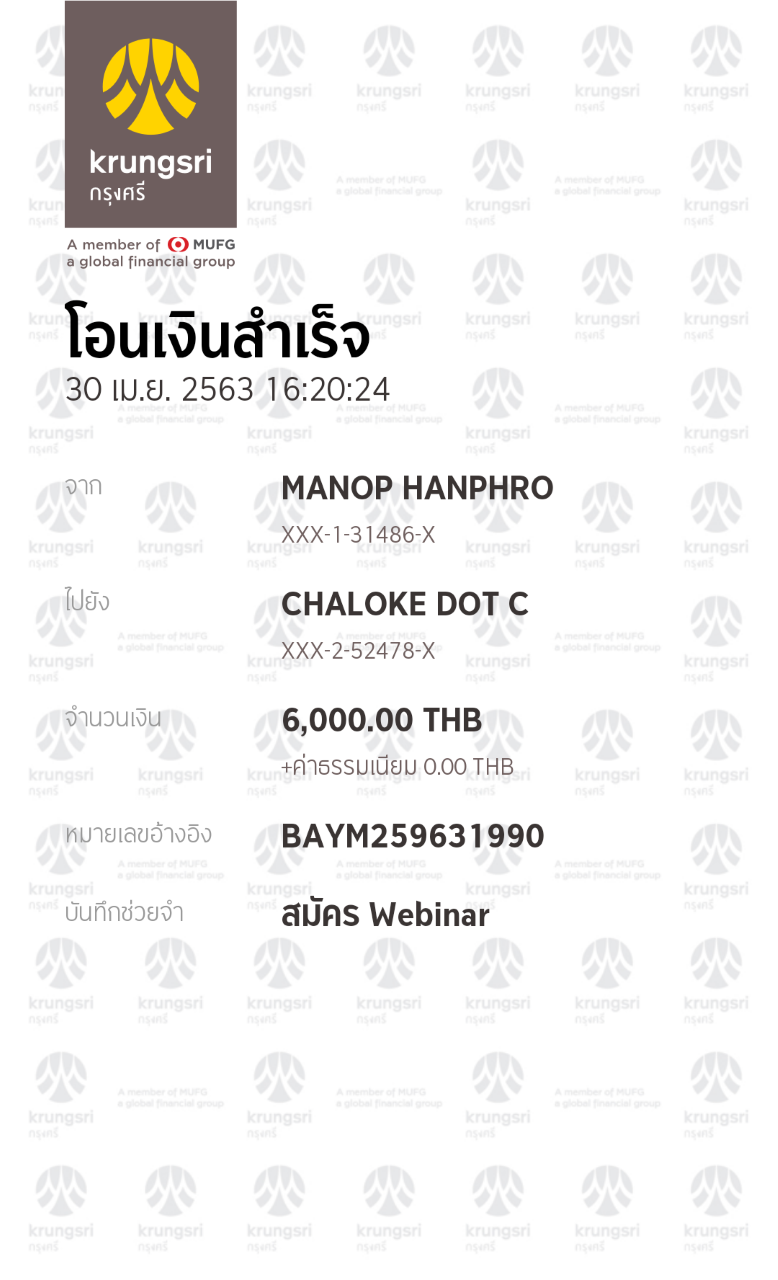 krungsri
กรุงศรี
A member of MUFG
a global financial group
โอนเงินสำเร็จ
30 เม.ย. 2563 16:20:24
จาก
MANOP HANPHRO
XXX-1-31486-X
ไปยัง
CHALOKE DOT C
XXX-2-52478-X
จำนวนเงิน
6,000.00 THB
+ค่าธรรมเนียม 0.00 THB
หมายเลขอ้างอิง
BAYM259631990
บันทึกช่วยจำ
สมัคร Webinar